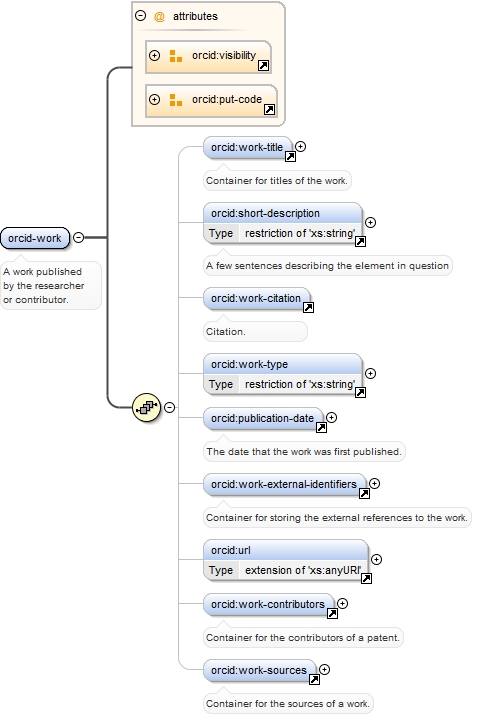 @ attributes
orcid:visibility
orcid:put-code
orcid:work-title
Container for titles of the work.
orcid:short-description
Type restriction of 'xs:string'
A few sentences describing the element in question
orcid-work
A work published
by the researcher
or contributor.
orcid:work-citation
Citation.
orcid:work-type
Type restriction of 'xs:string'
orcid:publication-date
The date that the work was first published.
orcid:work-external-identifiers
Container for storing the external references to the work.
orcid:url
Type extension of 'xs:anyURI'
orcid:work-contributors
Container for the contributors of a patent.
orcid:work-sources
Container for the sources of a work.